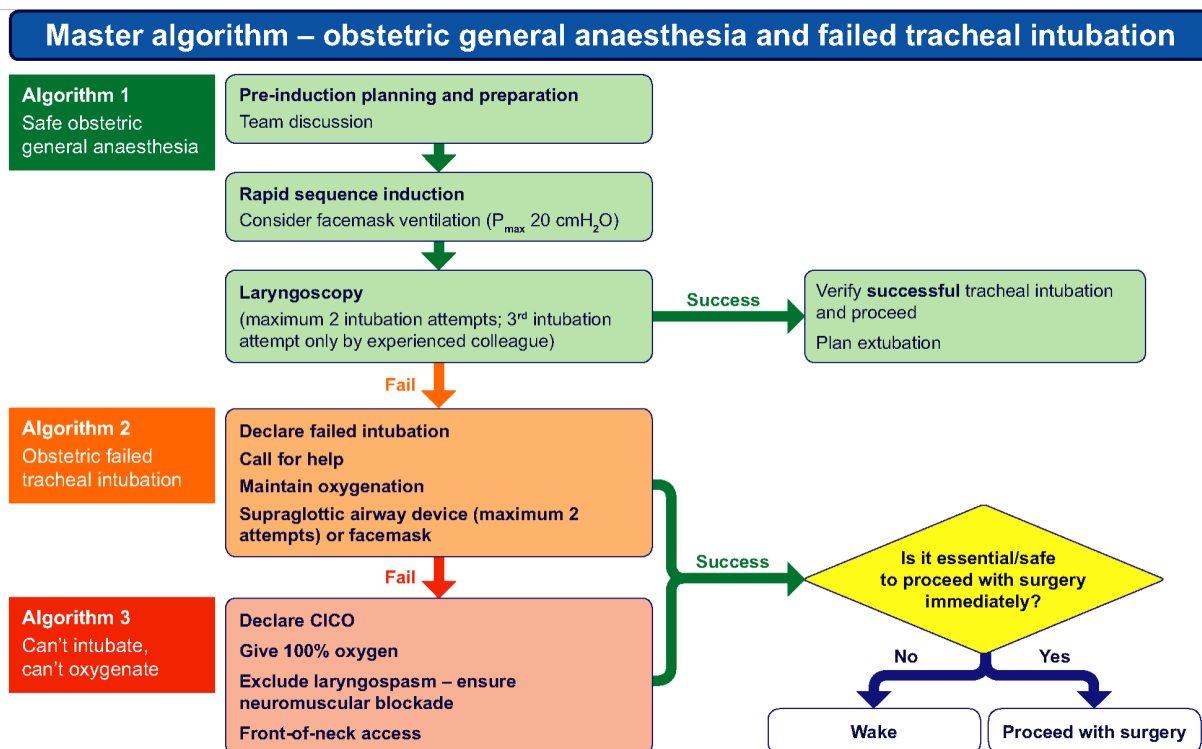 Master algorithm – obstetric general anaesthesia and failed tracheal intubation
Algorithm 1
Safe obstetric
general anaesthesia
Pre-induction planning and preparation
Team discussion
Rapid sequence induction
Consider facemask ventilation (Pmax 20 cmH2O)
Laryngoscopy
(maximum 2 intubation attempts; 3rd intubation
attempt only by experienced colleague)
Success
Verify successful tracheal intubation
and proceed
Plan extubation
Fail
Algorithm 2
Obstetric failed
tracheal intubation
Declare failed intubation
Call for help
Maintain oxygenation
Supraglottic airway device (maximum 2
attempts) or facemask
Success
Is it essential/safe
to proceed with surgery
immediately?
Fail
Algorithm 3
Can't intubate,
can't oxygenate
Declare CICO
Give 100% oxygen
Exclude laryngospasm – ensure
neuromuscular blockade
Front-of-neck access
No
Yes
Wake
Proceed with surgery